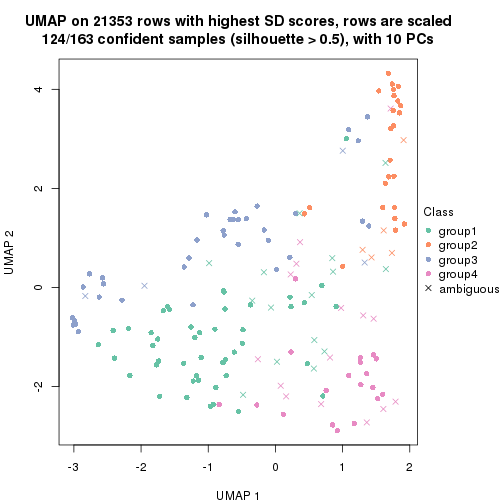 UMAP on 21353 rows with highest SD scores, rows are scaled
124/163 confident samples (silhouette > 0.5), with 10 PCs
4
2
0
-2
UMAP 2
-3
-2
-1
0
1
2
UMAP 1
Class
group1
group2
group3
group4
ambiguous